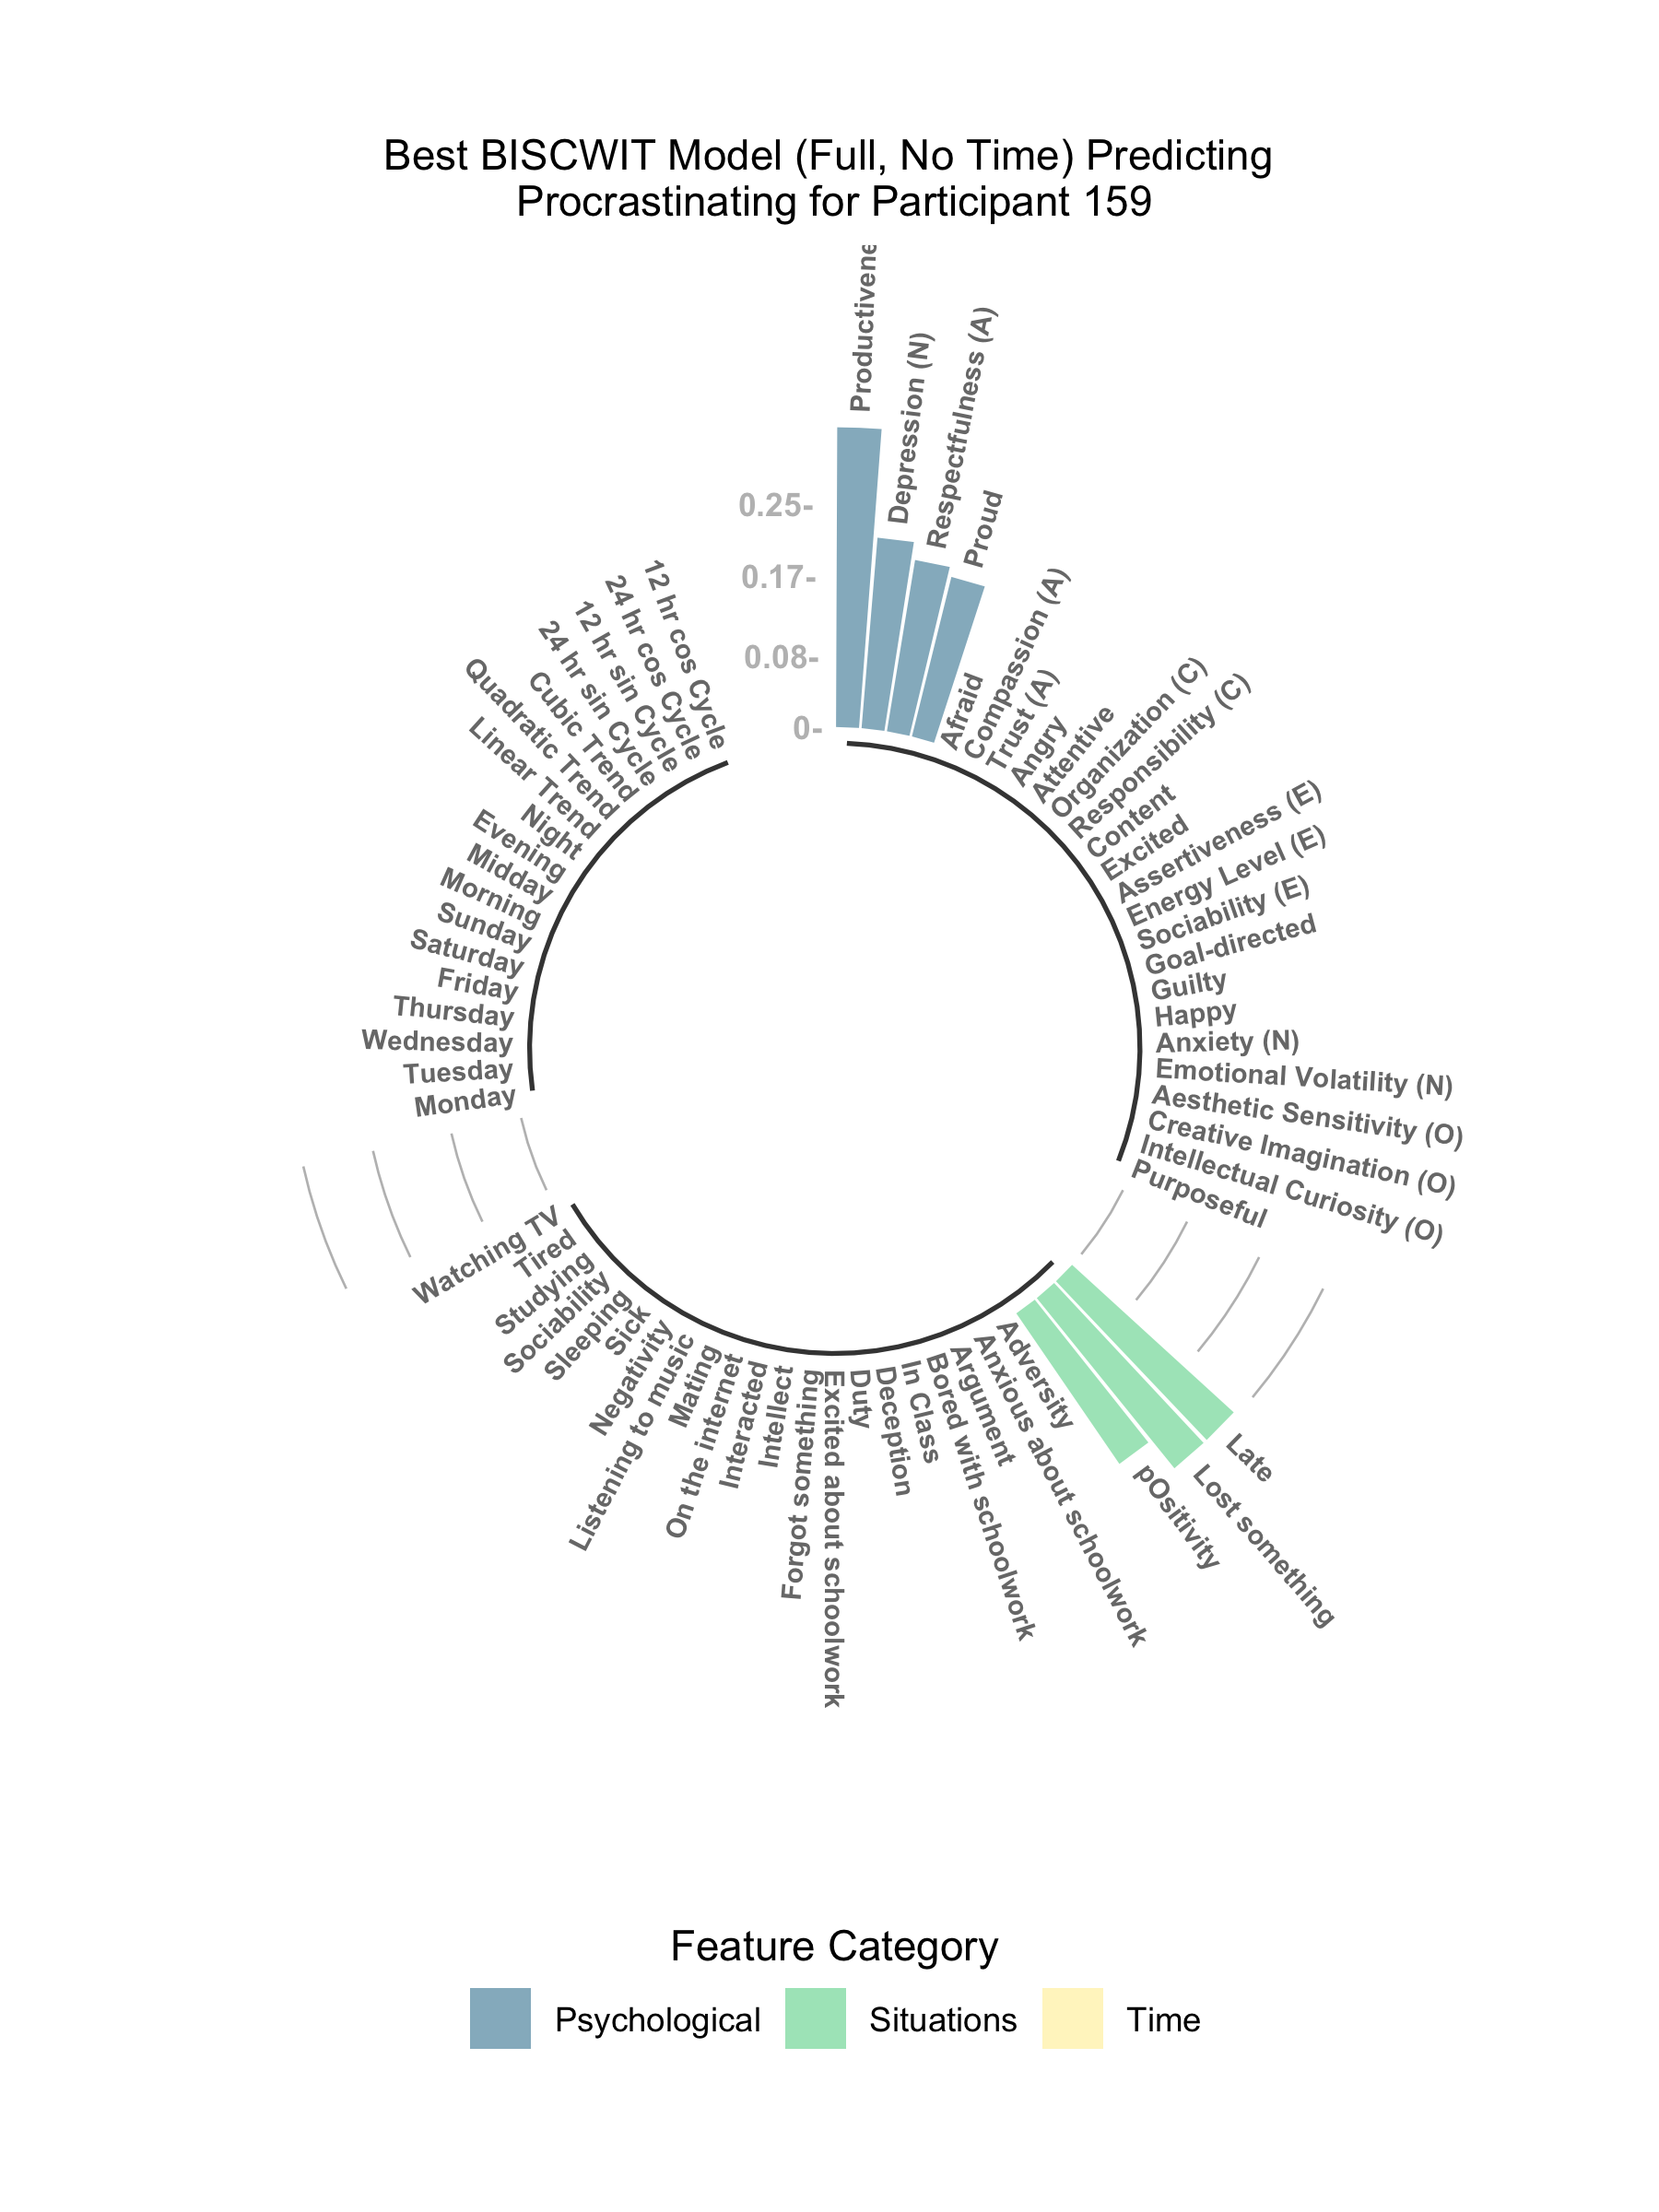 Best BISCWIT Model (Full, No Time) Predicting
Procrastinating for Participant 159
0.25-
0.17-
0.08-
0-
Productivene
Depression (N)
Respectfulness (A)
Proud
Afraid
Compassion (A)
Trust (A)
Angry
Attentive
Organization (C)
Responsibility (C)
Content
Excited
Assertiveness (E)
Energy Level (E)
Sociability (E)
Goal-directed
Guilty
Happy
Anxiety (N)
Emotional Volatility (N)
Aesthetic Sensitivity (O)
Creative Imagination (O)
Intellectual Curiosity (O)
Purposeful
Late
Lost something
pOsitivity
Adversity
Anxious about schoolwork
Argument
Bored with schoolwork
In Class
Deception
Duty
Excited about schoolwork
Forgot something
Intellect
Interacted
On the internet
Mating
Listening to music
Negativity
Sick
Sleeping
Sociability
Studying
Tired
Watching TV
Monday
Tuesday
Wednesday
Thursday
Friday
Saturday
Sunday
Morning
Midday
Evening
Night
Linear Trend
Quadratic Trend
Cubic Trend
24 hr sin Cycle
12 hr sin Cycle
24 hr cos Cycle
12 hr cos Cycle
Feature Category
Psychological
Situations
Time